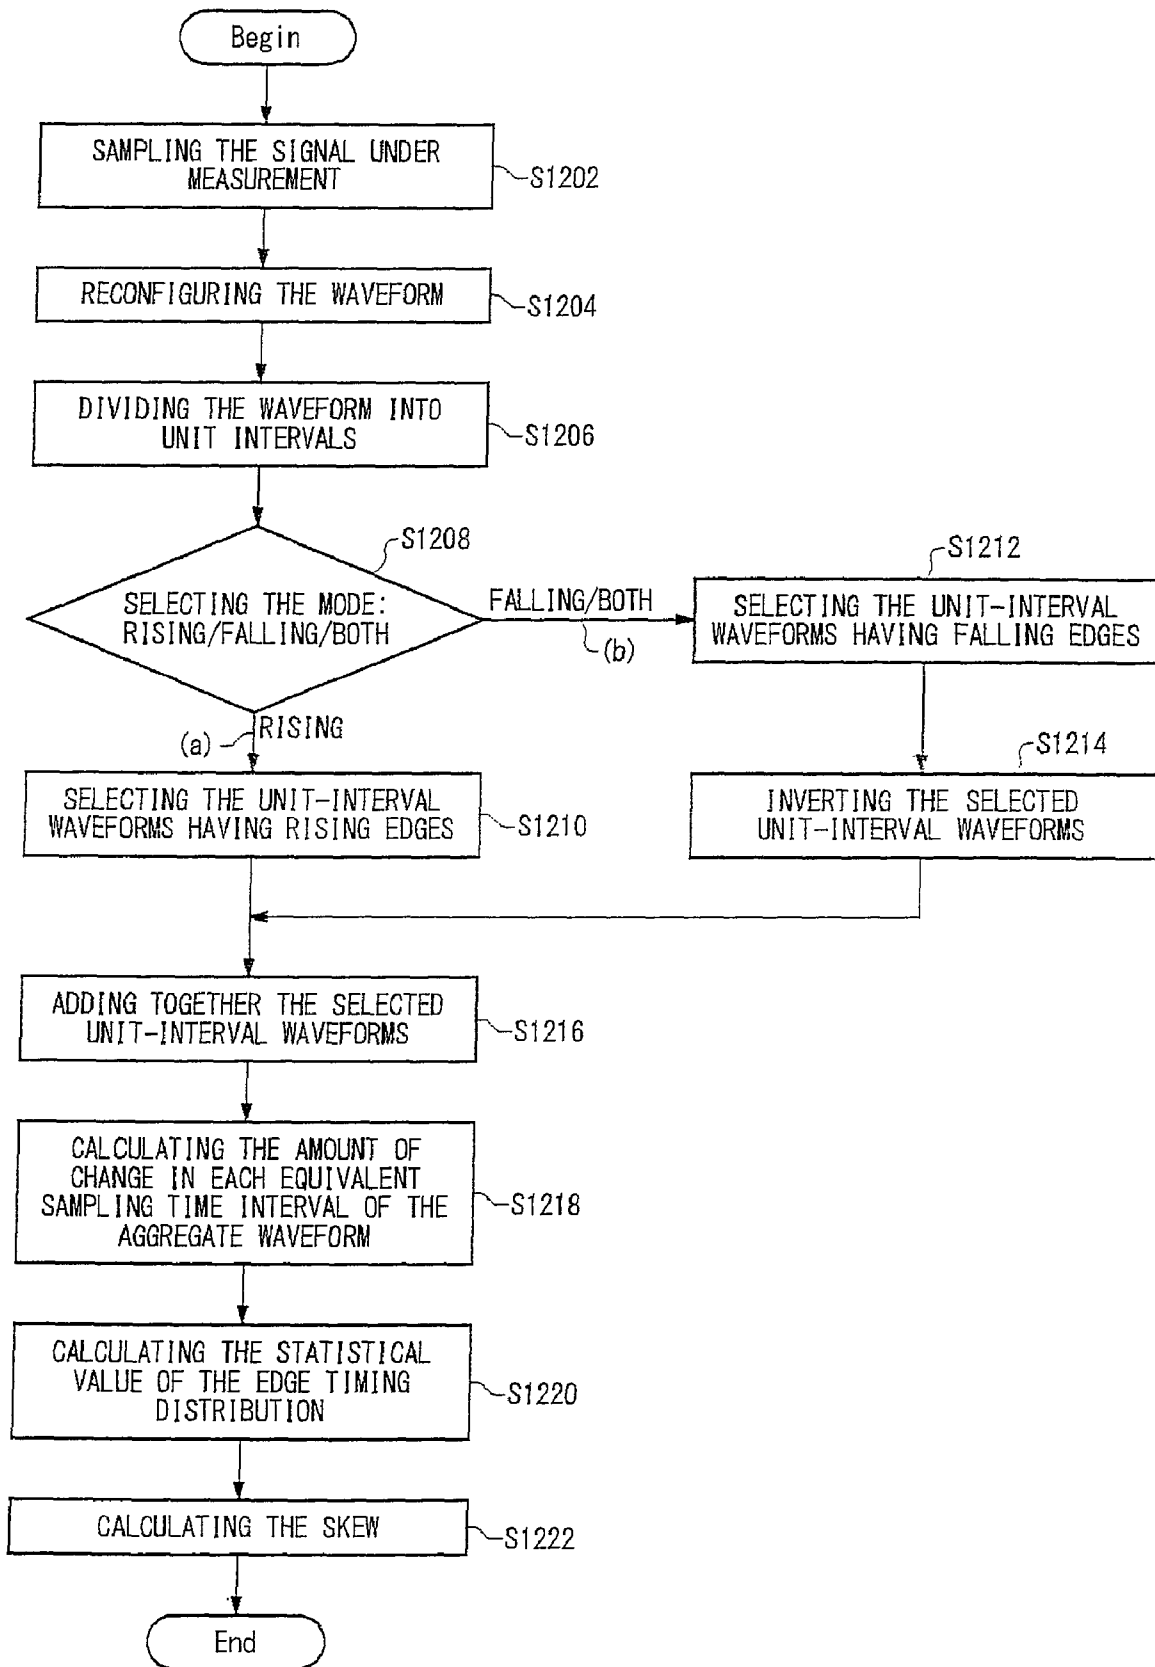 Begin
SAMPLING THE SIGNAL UNDER
MEASUREMENT
S1202
RECONFIGURING THE WAVEFORM
S1204
DIVIDING THE WAVEFORM INTO
UNIT INTERVALS
S1206
S1208
SELECTING THE MODE:
RISING/FALLING/BOTH
FALLING/BOTH
(b)
S1212
SELECTING THE UNIT-INTERVAL
WAVEFORMS HAVING FALLING EDGES
(a)
RISING
S1214
SELECTING THE UNIT-INTERVAL
WAVEFORMS HAVING RISING EDGES
S1210
INVERTING THE SELECTED
UNIT-INTERVAL WAVEFORMS
ADDING TOGETHER THE SELECTED
UNIT-INTERVAL WAVEFORMS
S1216
CALCULATING THE AMOUNT OF
CHANGE IN EACH EQUIVALENT
SAMPLING TIME INTERVAL OF THE
AGGREGATE WAVEFORM
S1218
CALCULATING THE STATISTICAL
VALUE OF THE EDGE TIMING
DISTRIBUTION
S1220
CALCULATING THE SKEW
S1222
End